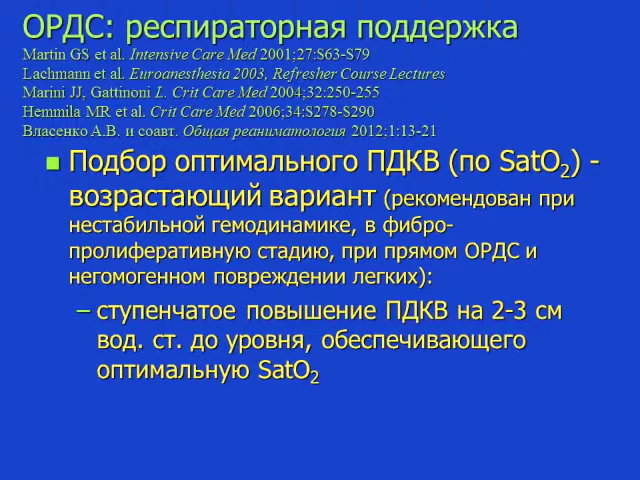 ОРДС: респираторная поддержка
Martin GS et al. Intensive Care Med 2001;27:S63-S79
Lachmann et al. Euroanesthesia 2003, Refresher Course Lectures
Marini JJ, Gattinoni L. Crit Care Med 2004;32:250-255
Hemmila MR et al. Crit Care Med 2006;34:S278-S290
Власенко А.В. и соавт. Общая реаниматология 2012;1:13-21
Подбор оптимального ПДКВ (по SatO2) -
возрастающий вариант (рекомендован при
нестабильной гемодинамике, в фибро-
пролиферативную стадию, при прямом ОРДС и
негомогенном повреждении легких):
– ступенчатое повышение ПДКВ на 2-3 см
вод. ст. до уровня, обеспечивающего
оптимальную SatO2